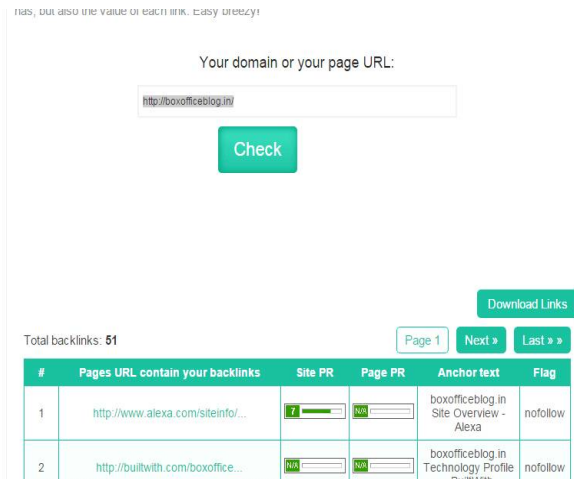 has, but also the value of each link. Easy breezy!
Your domain or your page URL:
http://boxofficeblog.in/
Check
Download Links
Total backlinks: 51
Page 1
Next »
Last » »
# Pages URL contain your backlinks Site PR Page PR Anchor text Flag
1 http://www.alexa.com/siteinfo/... 7 N/A boxofficeblog.in nofollow
Site Overview -
Alexa
2 http://builtwith.com/boxoffice... N/A N/A boxofficeblog.in nofollow
Technology Profile
BuiltWith